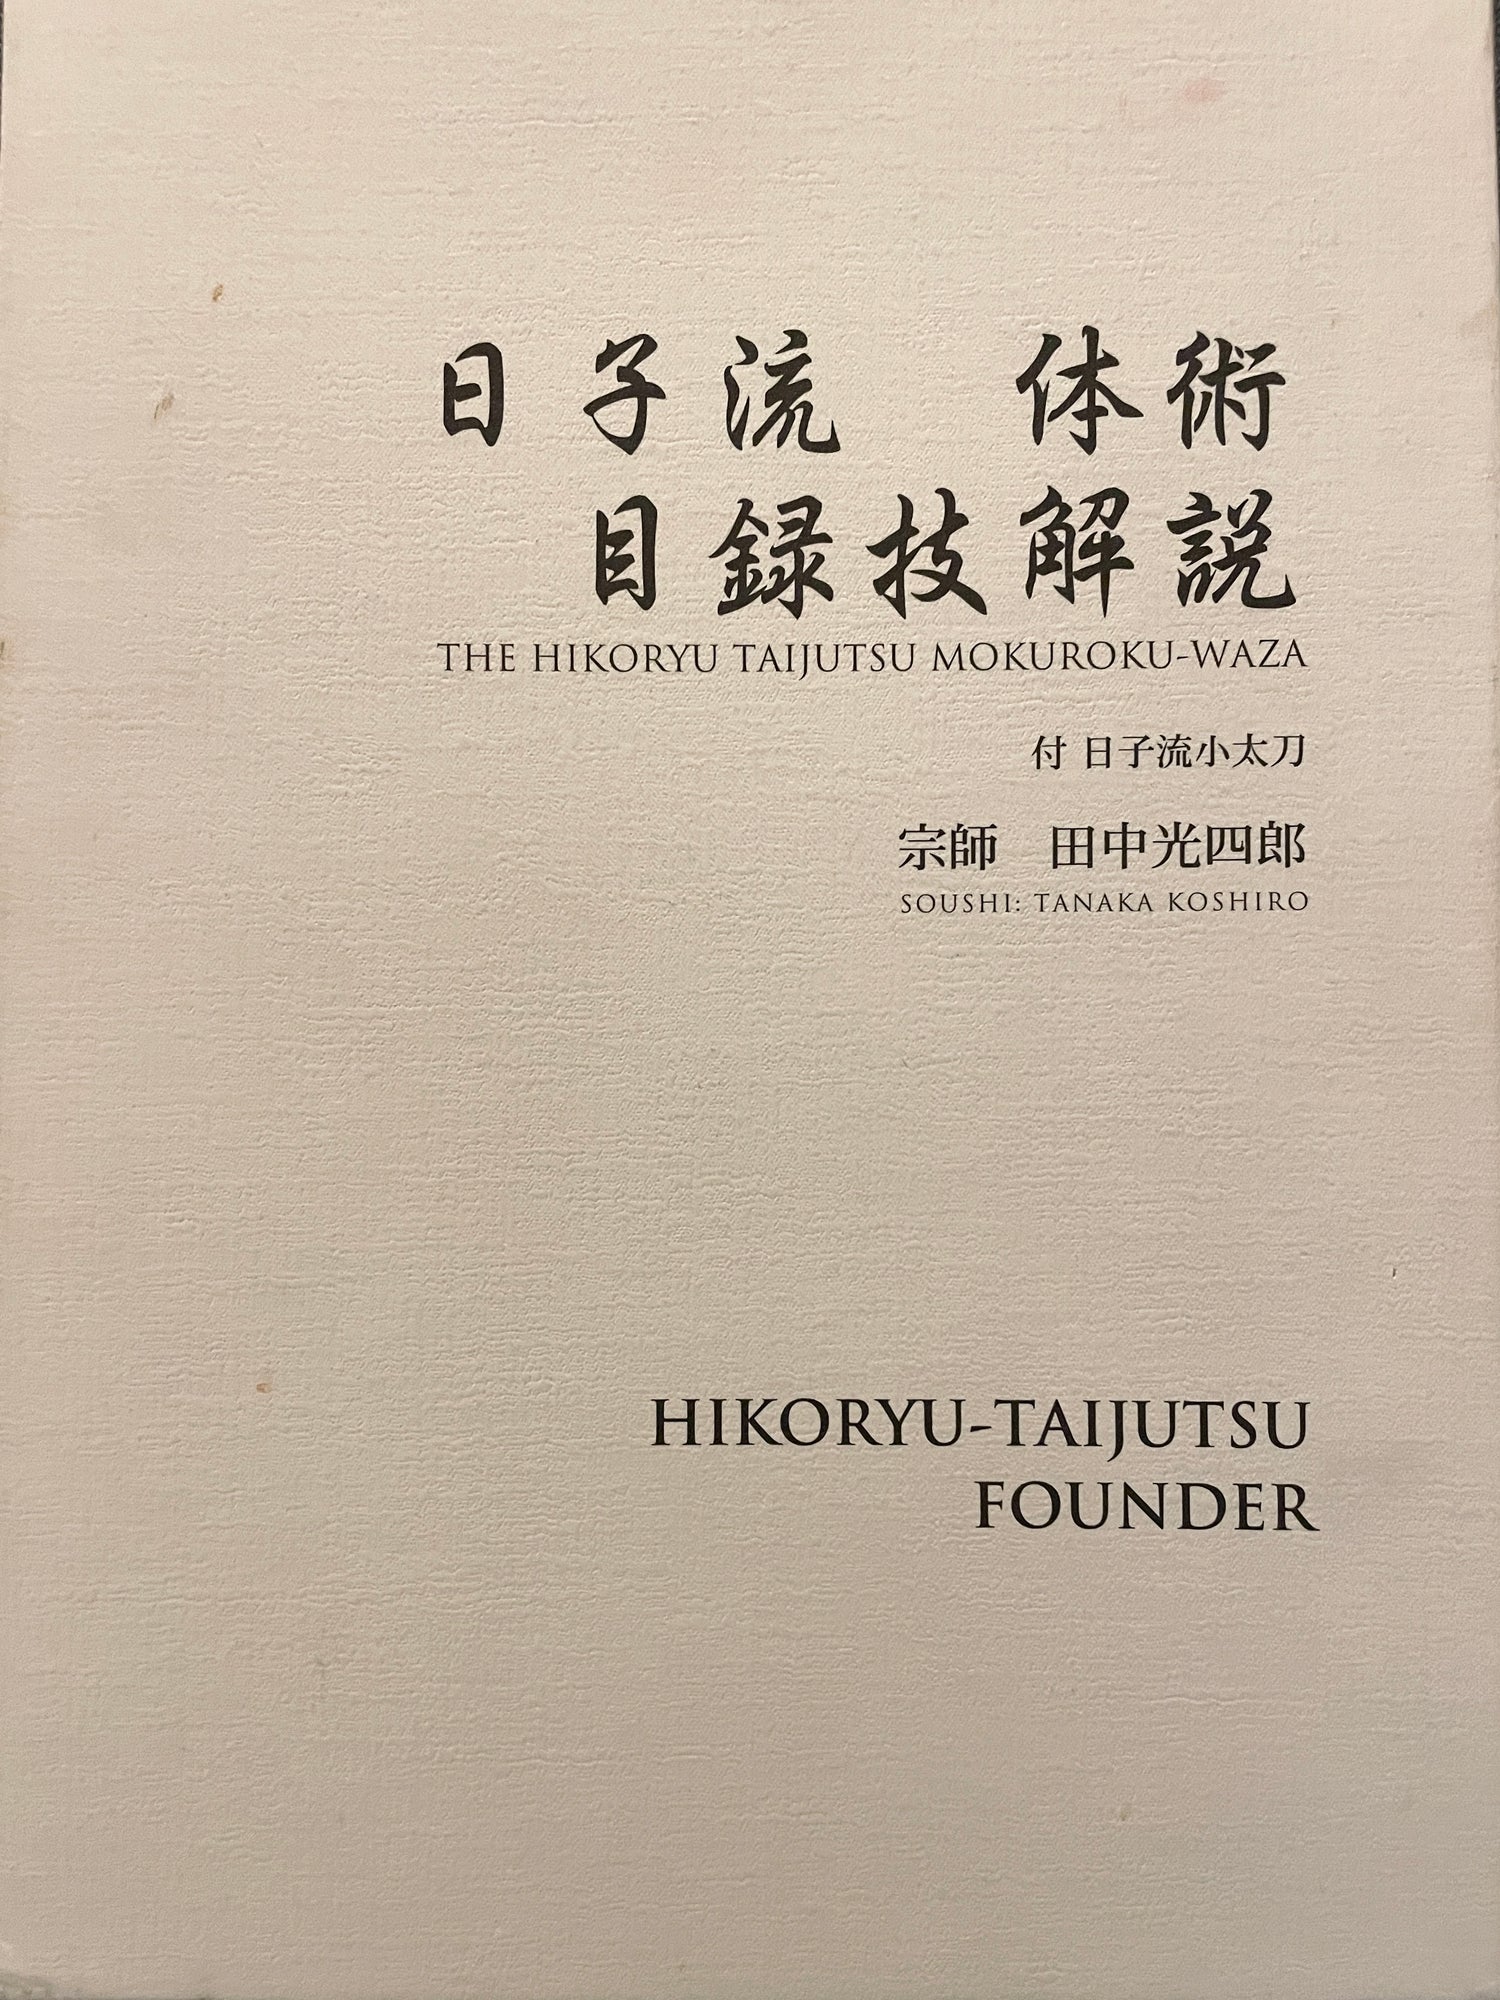 日子流　体術
目録技解説
THE HIKORYU TAIJUTSU MOKUROKU-WAZA
付 日子流小太刀
宗師　田中光四郎
SOUSHI: TANAKA KOSHIRO
HIKORYU-TAIJUTSU
FOUNDER